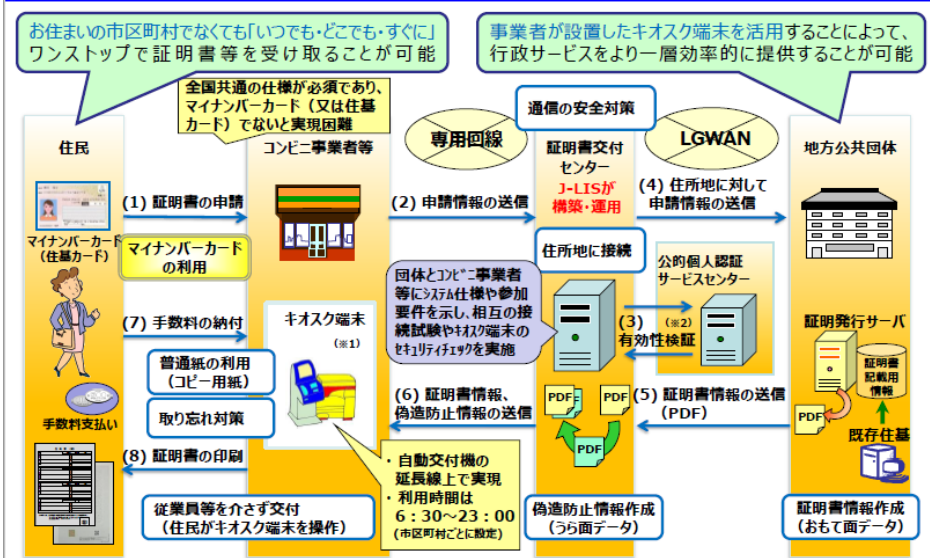 お住まいの市区町村でなくても「いつでも・どこでも・すぐに」
ワンストップで証明書等を受け取ることが可能
事業者が設置したキオスク端末を活用することによって、
行政サービスをより一層効率的に提供することが可能
全国共通の仕様が必須であり、
マイナンバーカード（又は住基
カード）でないと実現困難
通信の安全対策
住民
コンビニ事業者等
専用回線
証明書交付
センター
J-LISが
構築・運用
LGWAN
地方公共団体
(1) 証明書の申請
(2) 申請情報の送信
(4) 住所地に対して
申請情報の送信
マイナンバーカード
（住基カード）
マイナンバーカード
の利用
住所地に接続
公的個人認証
サービスセンター
団体とｺﾝﾋﾞﾆ事業者
等にｼｽﾃﾑ仕様や参加
要件を示し、相互の接
続試験やｷｵｽｸ端末の
ｾｷｭﾘﾃｨﾁｪｯｸを実施
(3) （※2）
有効性検証
(7) 手数料の納付
キオスク端末
（※1）
証明発行サーバ
証明書
記載用
情報
普通紙の利用
（コピー用紙）
取り忘れ対策
手数料支払い
(6) 証明書情報、
偽造防止情報の送信
PDF
PDF
PDF
(5) 証明書情報の送信
（PDF）
PDF
既存住基
(8) 証明書の印刷
・ 自動交付機の
延長線上で実現
・ 利用時間は
6：30～23：00
(市区町村ごとに設定)
従業員等を介さず交付
（住民がキオスク端末を操作）
偽造防止情報作成
（うら面データ）
証明書情報作成
（おもて面データ）